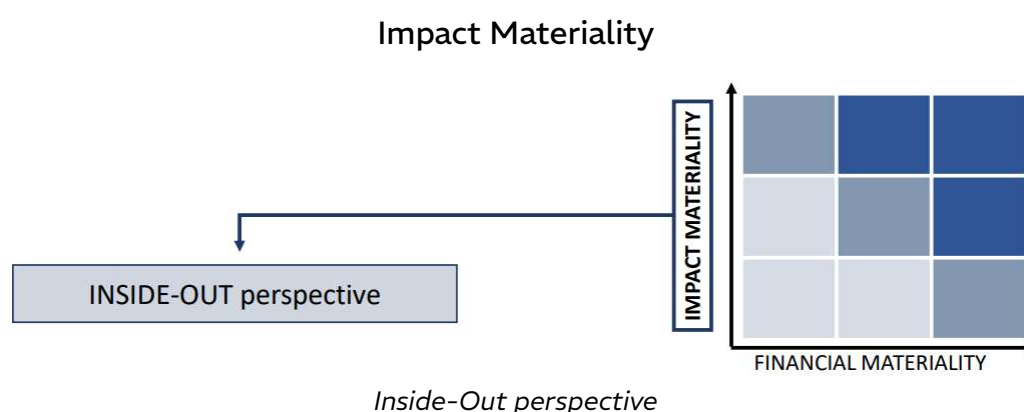 Impact Materiality
IMPACT MATERIALITY
INSIDE-OUT perspective
FINANCIAL MATERIALITY
Inside-Out perspective